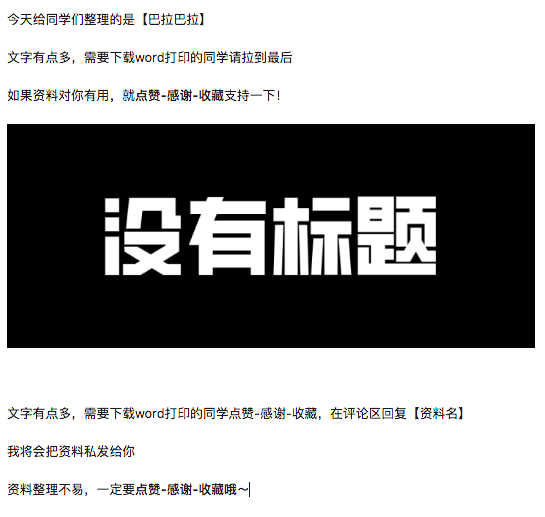 今天给同学们整理的是【巴拉巴拉】
文字有点多，需要下载word打印的同学请拉到最后
如果资料对你有用，就点赞-感谢-收藏支持一下！
没有标题
文字有点多，需要下载word打印的同学点赞-感谢-收藏，在评论区回复【资料名】
我将会把资料私发给你
资料整理不易，一定要点赞-感谢-收藏哦～